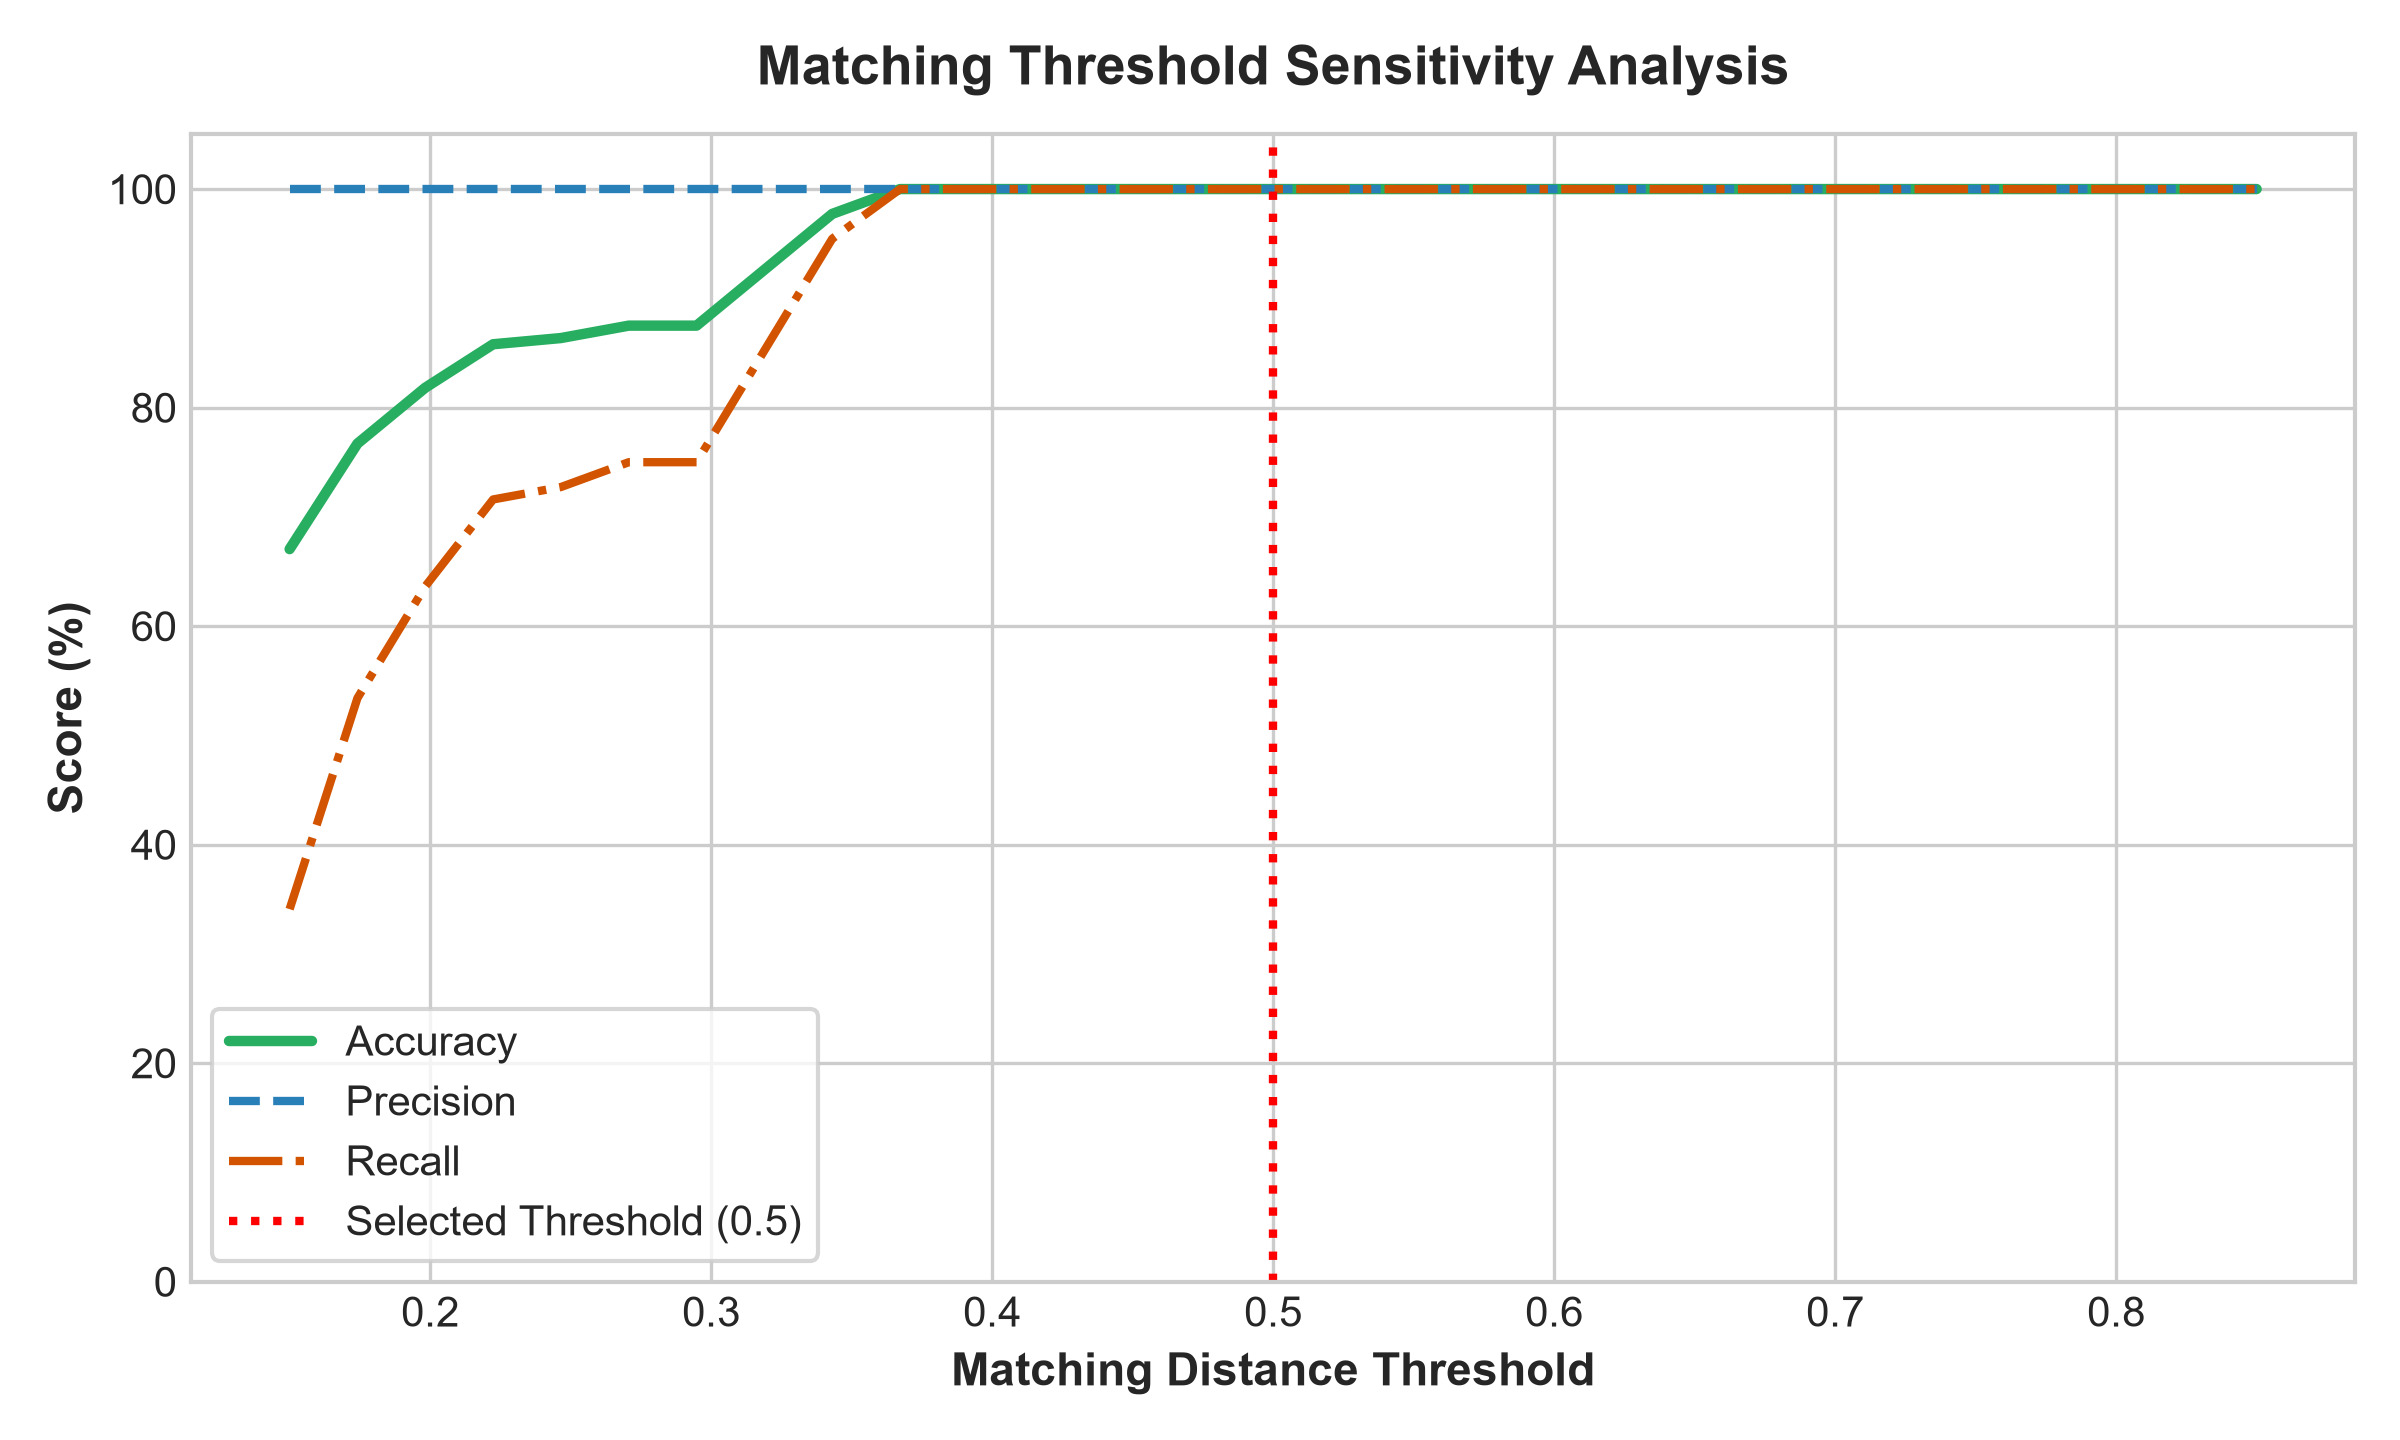 Matching Threshold Sensitivity Analysis
Score (%)
100
80
60
40
20
0
Accuracy
Precision
Recall
Selected Threshold (0.5)
0.2 0.3 0.4 0.5 0.6 0.7 0.8
Matching Distance Threshold